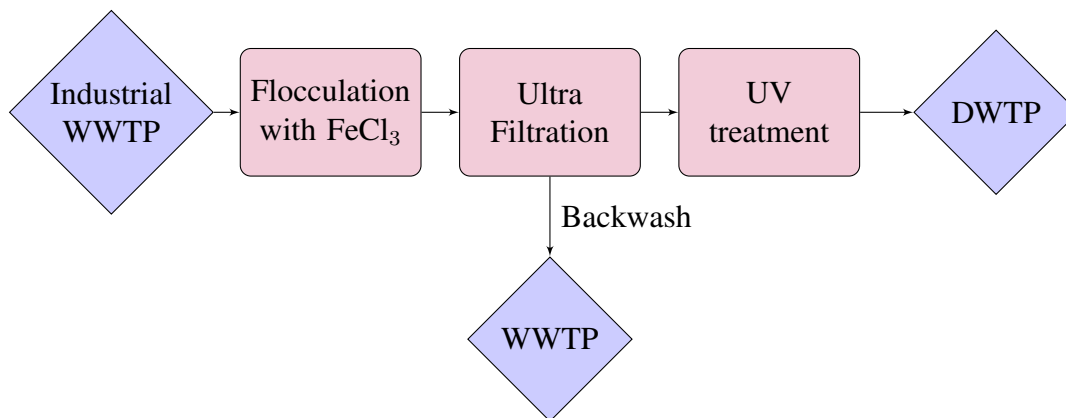 Industrial
WWTP
Flocculation
with FeCl₃
Ultra
Filtration
UV
treatment
DWTP
Backwash
WWTP